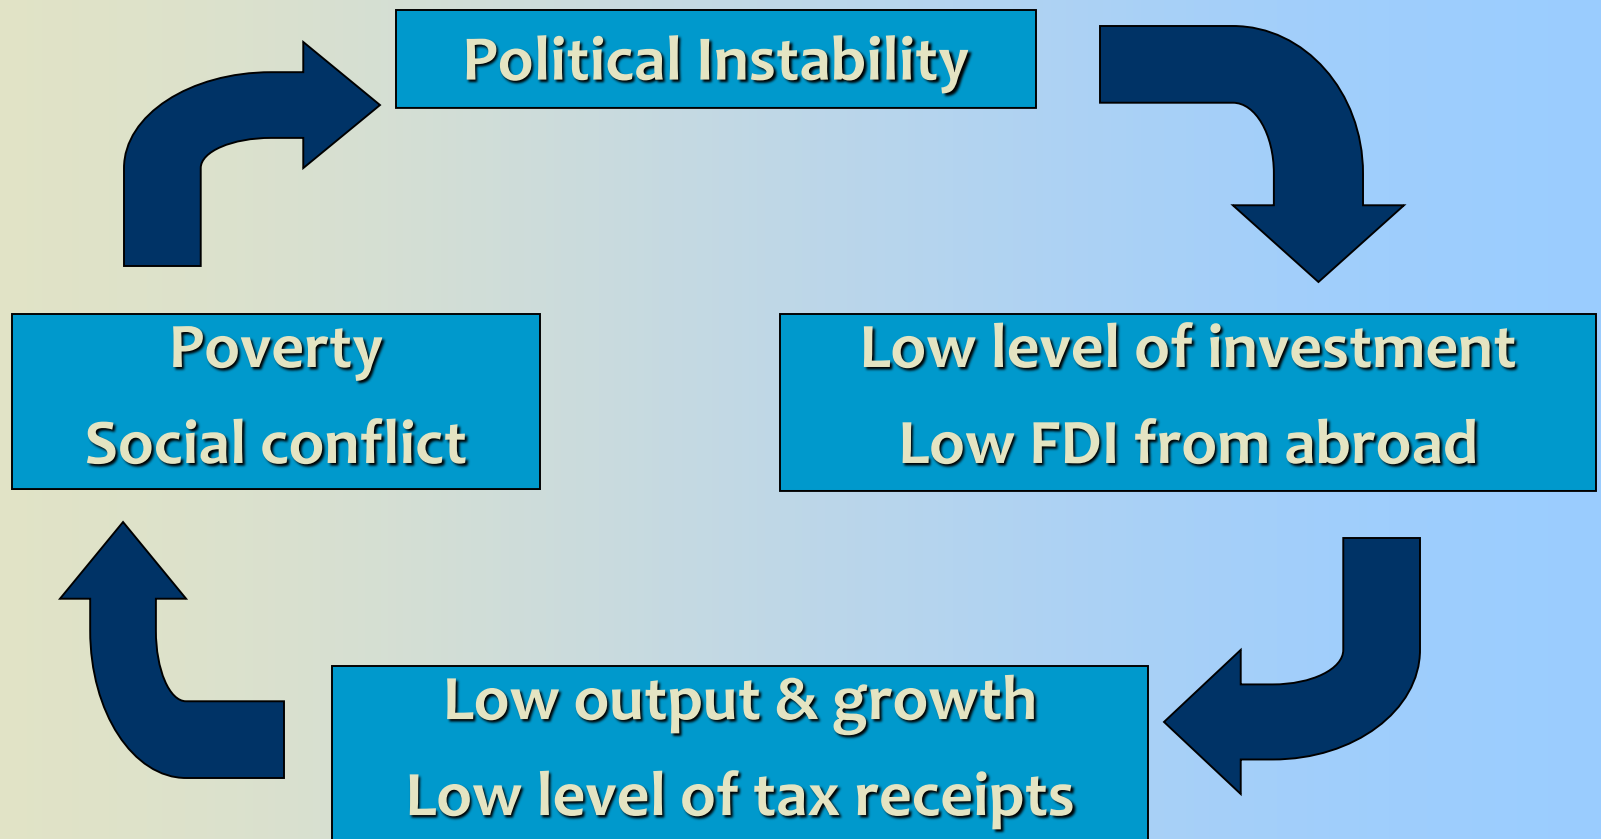 Political Instability
Poverty
Social conflict
Low level of investment
Low FDI from abroad
Low output & growth
Low level of tax receipts